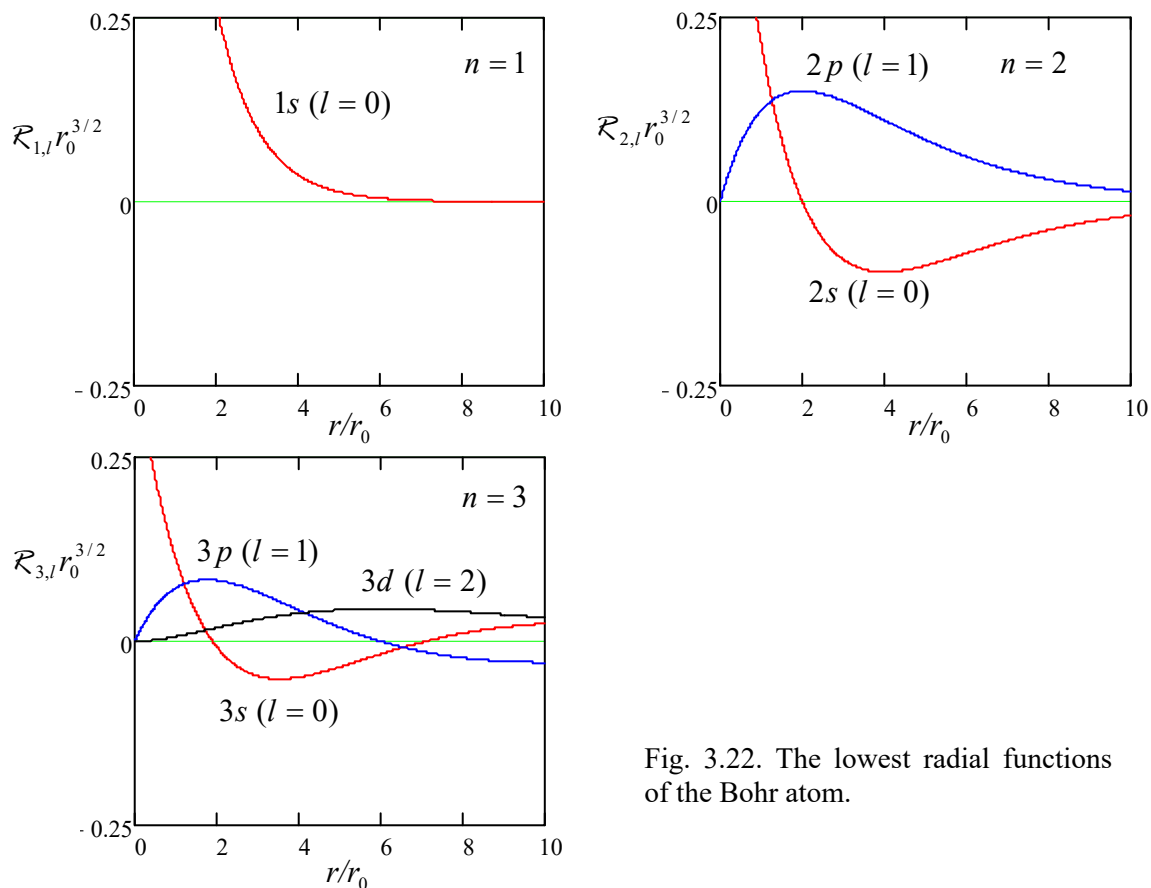 0.25
n = 1
1s (l = 0)
ℛ₁,ₗ r₀^{3/2}
0
- 0.25
0 2 4 6 8 10
r/r₀
0.25
2p (l = 1)
n = 2
ℛ₂,ₗ r₀^{3/2}
0
2s (l = 0)
- 0.25
0 2 4 6 8 10
r/r₀
0.25
n = 3
3p (l = 1)
ℛ₃,ₗ r₀^{3/2}
3d (l = 2)
0
3s (l = 0)
- 0.25
0 2 4 6 8 10
r/r₀
Fig. 3.22. The lowest radial functions
of the Bohr atom.